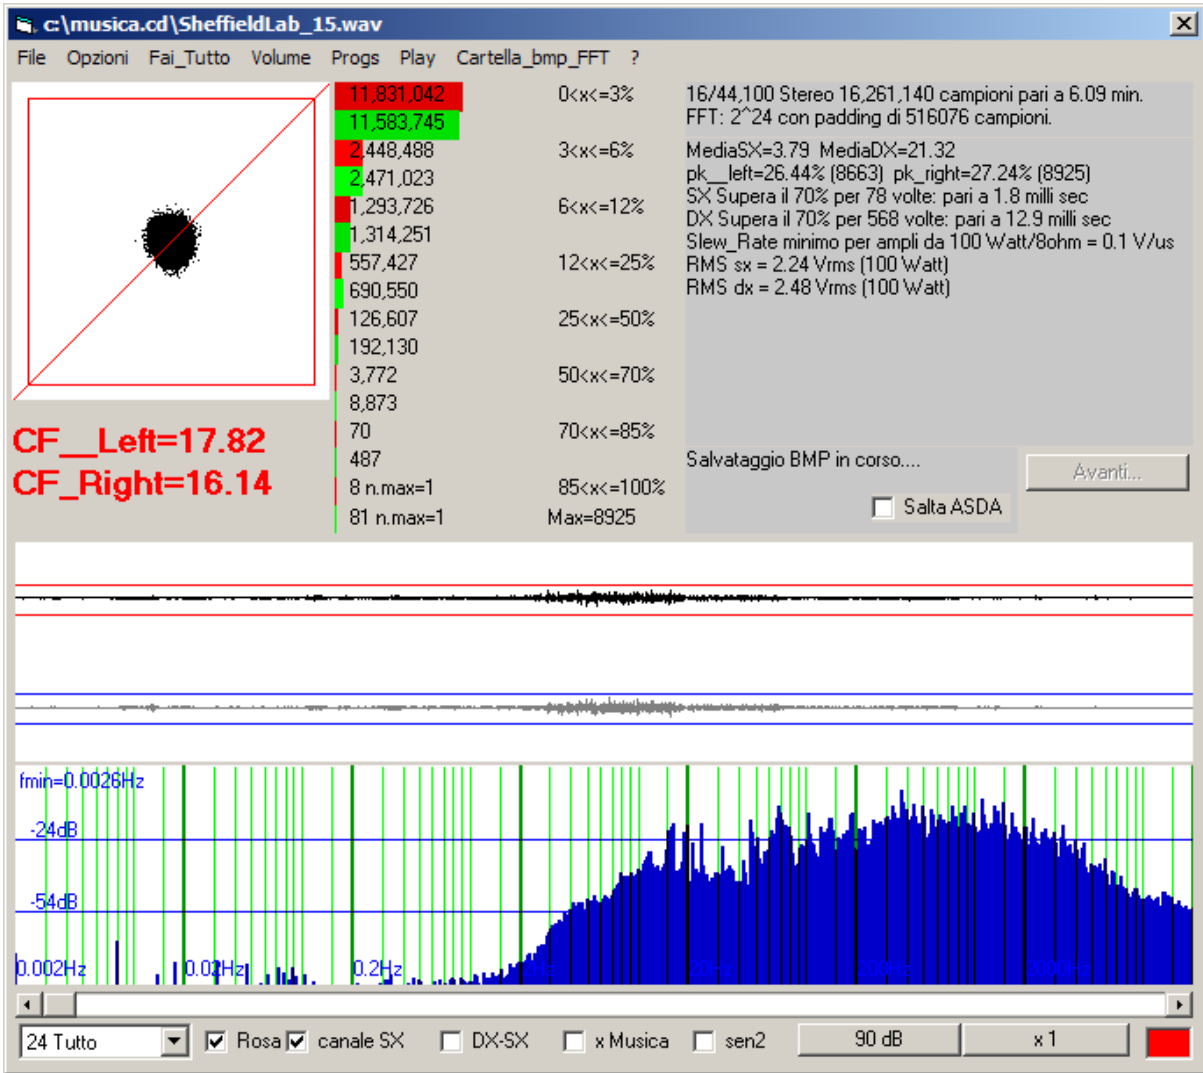 c:\musica.cd\SheffieldLab_15.wav
File Opzioni Fai_Tutto Volume Progs Play Cartella_bmp_FFT ?
11,831,042 0<x<=3%
11,583,745
2,448,488 3<x<=6%
2,471,023
1,293,726 6<x<=12%
1,314,251
557,427 12<x<=25%
690,550
126,607 25<x<=50%
192,130
3,772 50<x<=70%
8,873
70 70<x<=85%
487
8 n.max=1 85<x<=100%
81 n.max=1 Max=8925
16/44,100 Stereo 16,261,140 campioni pari a 6.09 min.
FFT: 2^24 con padding di 516076 campioni.
MediaSX=3.79 MediaDX=21.32
pk__left=26.44% (8663) pk_right=27.24% (8925)
SX Supera il 70% per 78 volte: pari a 1.8 milli sec
DX Supera il 70% per 568 volte: pari a 12.9 milli sec
Slew_Rate minimo per ampli da 100 Watt/8ohm = 0.1 V/us
RMS sx = 2.24 Vrms (100 Watt)
RMS dx = 2.48 Vrms (100 Watt)
CF__Left=17.82
CF_Right=16.14
Salvataggio BMP in corso....
Avanti...
Salta ASDA
fmin=0.0026Hz
-24dB
-54dB
0.002Hz 0.02Hz 0.2Hz 2Hz 20Hz 200Hz 2000Hz
24 Tutto Rosa canale SX DX-SX x Musica sen2 90 dB x 1